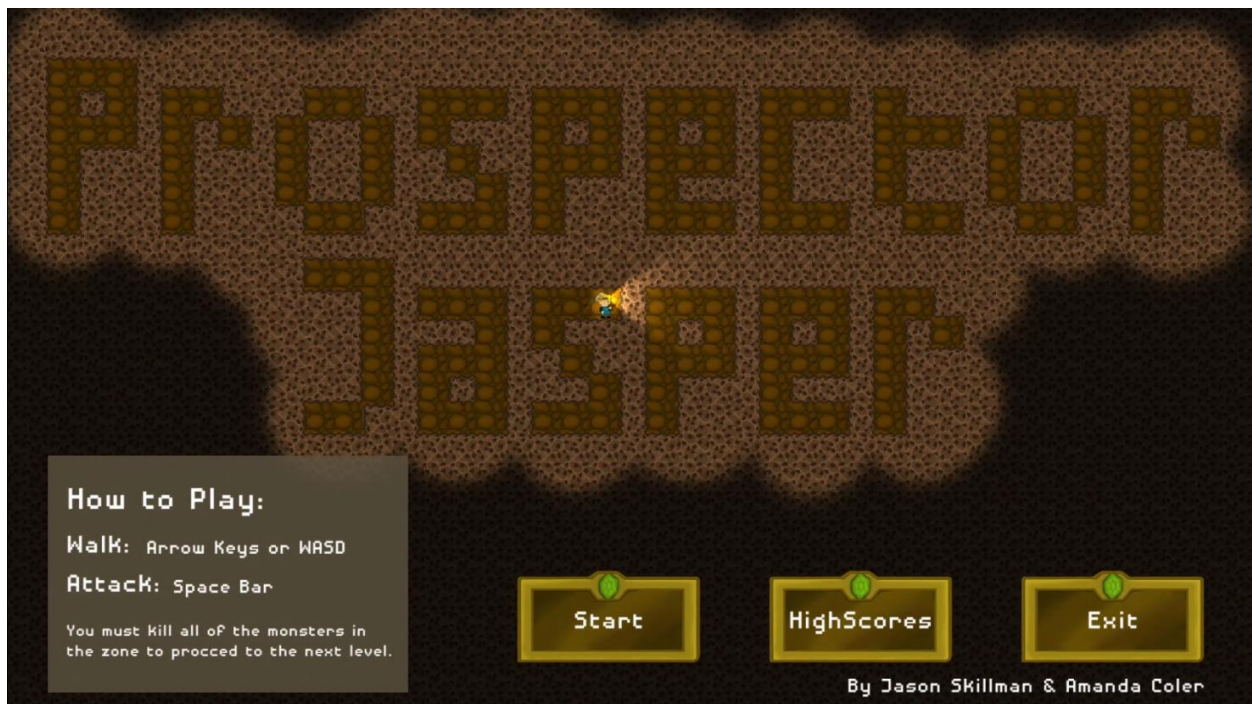 Prospector
Jasper
How to Play:
Walk: Arrow Keys or WASD
Attack: Space Bar
You must kill all of the monsters in
the zone to procced to the next level.
Start
HighScores
Exit
By Jason Skillman & Amanda Coler